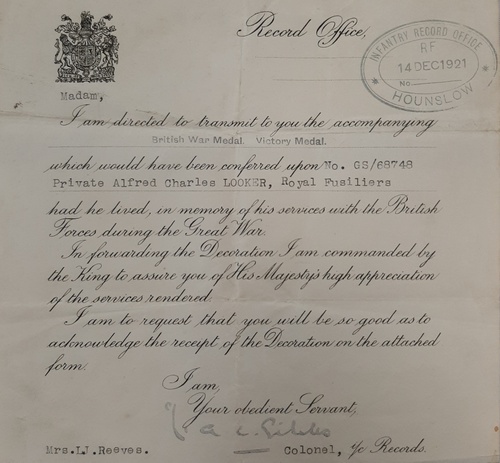 Record Office,
INFANTRY RECORD OFFICE
RF
14 DEC 1921
No.
HOUNSLOW
Madam,
I am directed to transmit to you the accompanying
British War Medal. Victory Medal.
which would have been conferred upon No. GS/68748
Private Alfred Charles LOOKER, Royal Fusiliers
had he lived, in memory of his services with the British
Forces during the Great War.
In forwarding the Decoration I am commanded by
the King to assure you of His Majesty's high appreciation
of the services rendered.
I am to request that you will be so good as to
acknowledge the receipt of the Decoration on the attached
form.
I am,
Your obedient Servant,
Mrs. Reeves.
Colonel, i/c Records.